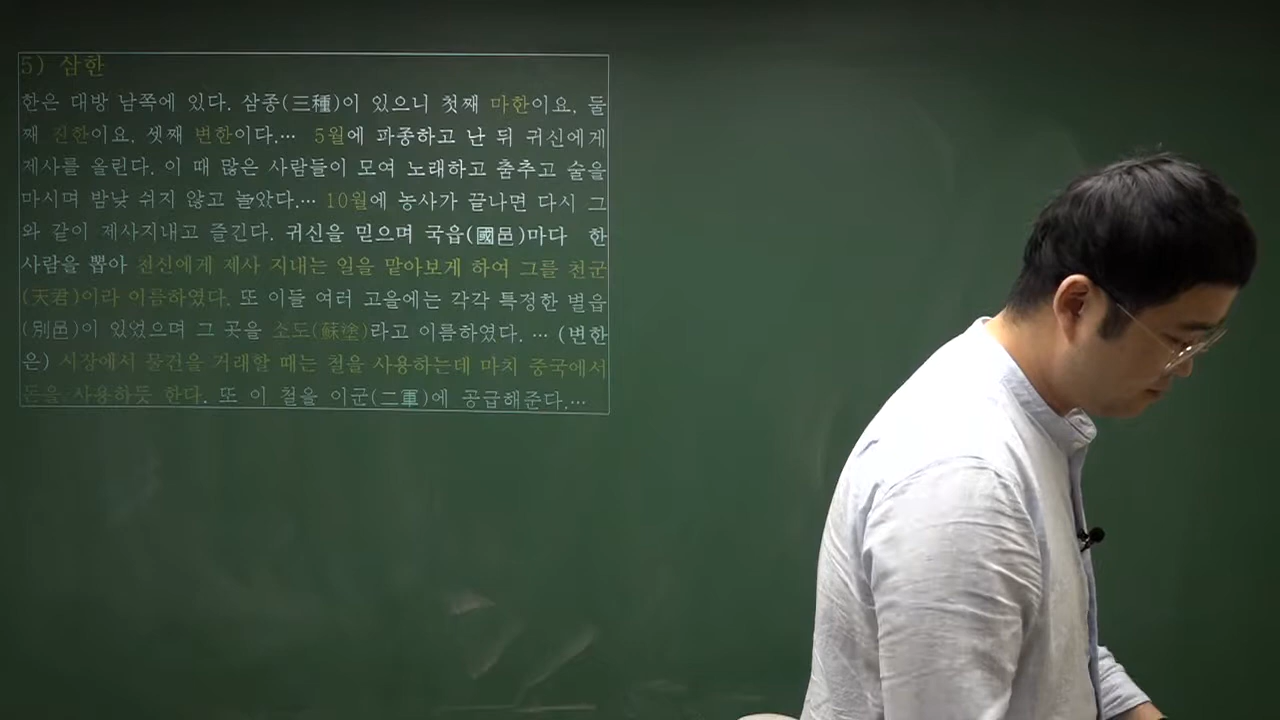 5) 삼한
한은 대방 남쪽에 있다. 삼종(三種)이 있으니 첫째 마한이요, 둘
째 진한이요, 셋째 변한이다.… 5월에 파종하고 난 뒤 귀신에게
제사를 올린다. 이 때 많은 사람들이 모여 노래하고 춤추고 술을
마시며 밤낮 쉬지 않고 놀았다.… 10월에 농사가 끝나면 다시 그
와 같이 제사지내고 즐긴다. 귀신을 믿으며 국읍(國邑)마다 한
사람을 뽑아 천신에게 제사 지내는 일을 맡아보게 하여 그를 천군
(天君)이라 이름하였다. 또 이들 여러 고을에는 각각 특정한 별읍
(別邑)이 있었으며 그 곳을 소도(蘇塗)라고 이름하였다. … (변한
은) 시장에서 물건을 거래할 때는 철을 사용하는데 마치 중국에서
돈을 사용하듯 한다. 또 이 철을 이군(二軍)에 공급해준다.…